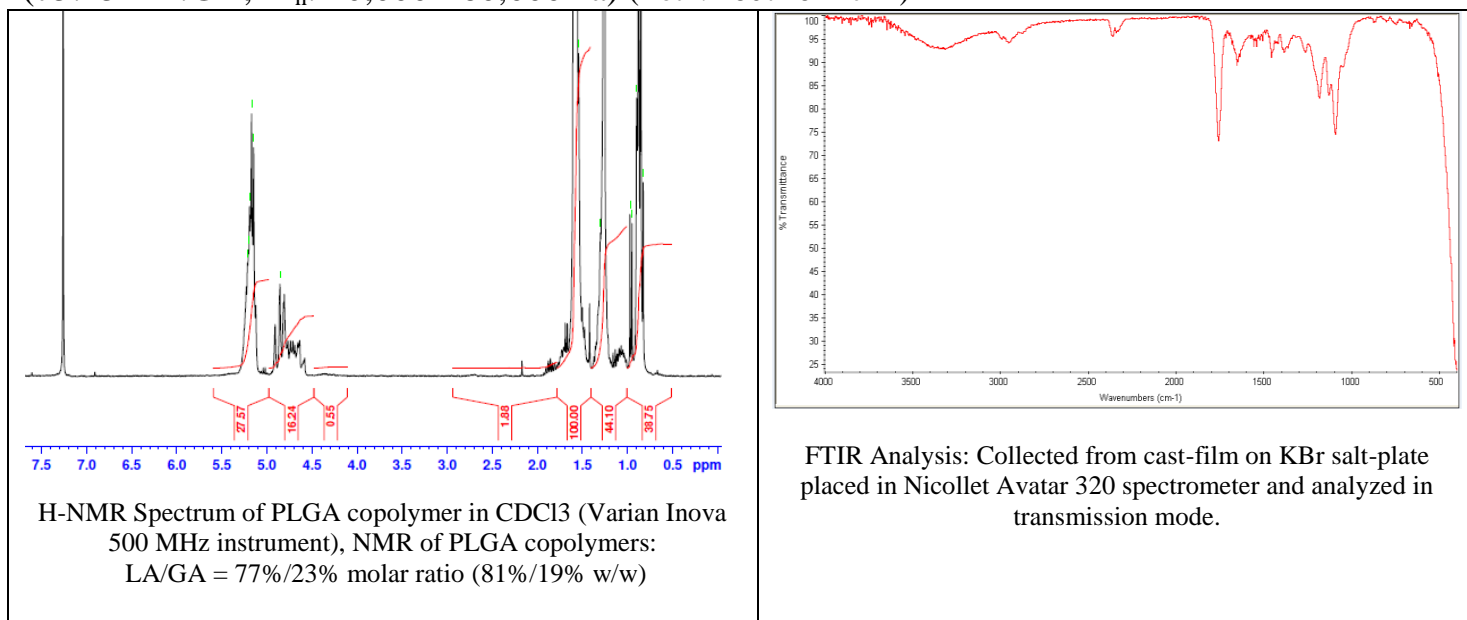 7.5 7.0 6.5 6.0 5.5 5.0 4.5 4.0 3.5 3.0 2.5 2.0 1.5 1.0 0.5 ppm
27.57 16.24 0.55 1.88 100.00 44.10 38.75
H-NMR Spectrum of PLGA copolymer in CDCl3 (Varian Inova
500 MHz instrument), NMR of PLGA copolymers:
LA/GA = 77%/23% molar ratio (81%/19% w/w)
100
95
90
85
80
75
70
65
60
55
50
45
40
35
30
25
% Transmittance
4000 3500 3000 2500 2000 1500 1000 500
Wavenumbers (cm-1)
FTIR Analysis: Collected from cast-film on KBr salt-plate
placed in Nicollet Avatar 320 spectrometer and analyzed in
transmission mode.